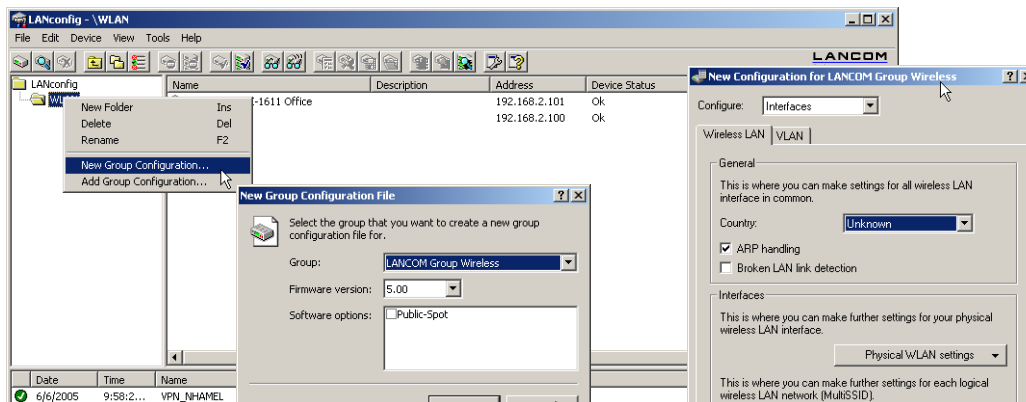 LANconfig - \WLAN
File Edit Device View Tools Help
LANCOM
LANconfig
Name Description Address Device Status
-1611 Office 192.168.2.101 Ok
192.168.2.100 Ok
New Folder Ins
Delete Del
Rename F2
New Group Configuration...
Add Group Configuration...
New Group Configuration File
Select the group that you want to create a new group
configuration file for.
Group: LANCOM Group Wireless
Firmware version: 5.00
Software options: Public-Spot
New Configuration for LANCOM Group Wireless
Configure: Interfaces
Wireless LAN VLAN
General
This is where you can make settings for all wireless LAN
interface in common.
Country: Unknown
ARP handling
Broken LAN link detection
Interfaces
This is where you can make further settings for your physical
wireless LAN interface.
Physical WLAN settings
This is where you can make further settings for each logical
wireless LAN network (MultiSSID).
Date Time Name
6/6/2005 9:58:2... VPN_NHAMEL